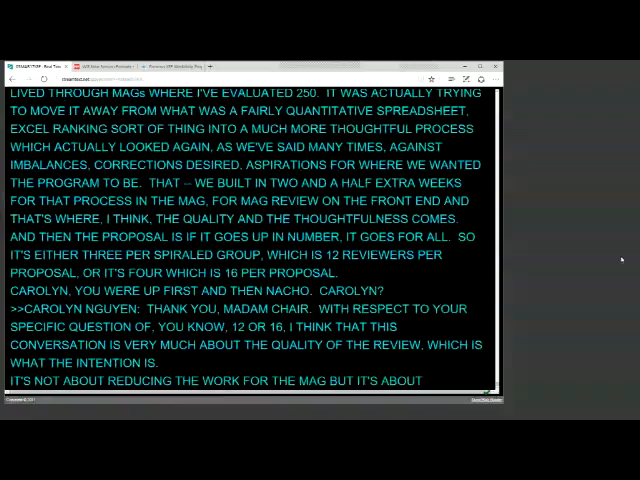 LIVED THROUGH MAGs WHERE I'VE EVALUATED 250. IT WAS ACTUALLY TRYING
TO MOVE IT AWAY FROM WHAT WAS A FAIRLY QUANTITATIVE SPREADSHEET,
EXCEL RANKING SORT OF THING INTO A MUCH MORE THOUGHTFUL PROCESS
WHICH ACTUALLY LOOKED AGAIN, AS WE'VE SAID MANY TIMES, AGAINST
IMBALANCES, CORRECTIONS DESIRED, ASPIRATIONS FOR WHERE WE WANTED
THE PROGRAM TO BE. THAT -- WE BUILT IN TWO AND A HALF EXTRA WEEKS
FOR THAT PROCESS IN THE MAG, FOR MAG REVIEW ON THE FRONT END AND
THAT'S WHERE, I THINK, THE QUALITY AND THE THOUGHTFULNESS COMES.
AND THEN THE PROPOSAL IS IF IT GOES UP IN NUMBER, IT GOES FOR ALL. SO
IT'S EITHER THREE PER SPIRALED GROUP, WHICH IS 12 REVIEWERS PER
PROPOSAL, OR IT'S FOUR WHICH IS 16 PER PROPOSAL.
CAROLYN, YOU WERE UP FIRST AND THEN NACHO. CAROLYN?
>>CAROLYN NGUYEN: THANK YOU, MADAM CHAIR. WITH RESPECT TO YOUR
SPECIFIC QUESTION OF, YOU KNOW, 12 OR 16, I THINK THAT THIS
CONVERSATION IS VERY MUCH ABOUT THE QUALITY OF THE REVIEW, WHICH IS
WHAT THE INTENTION IS.
IT'S NOT ABOUT REDUCING THE WORK FOR THE MAG BUT IT'S ABOUT